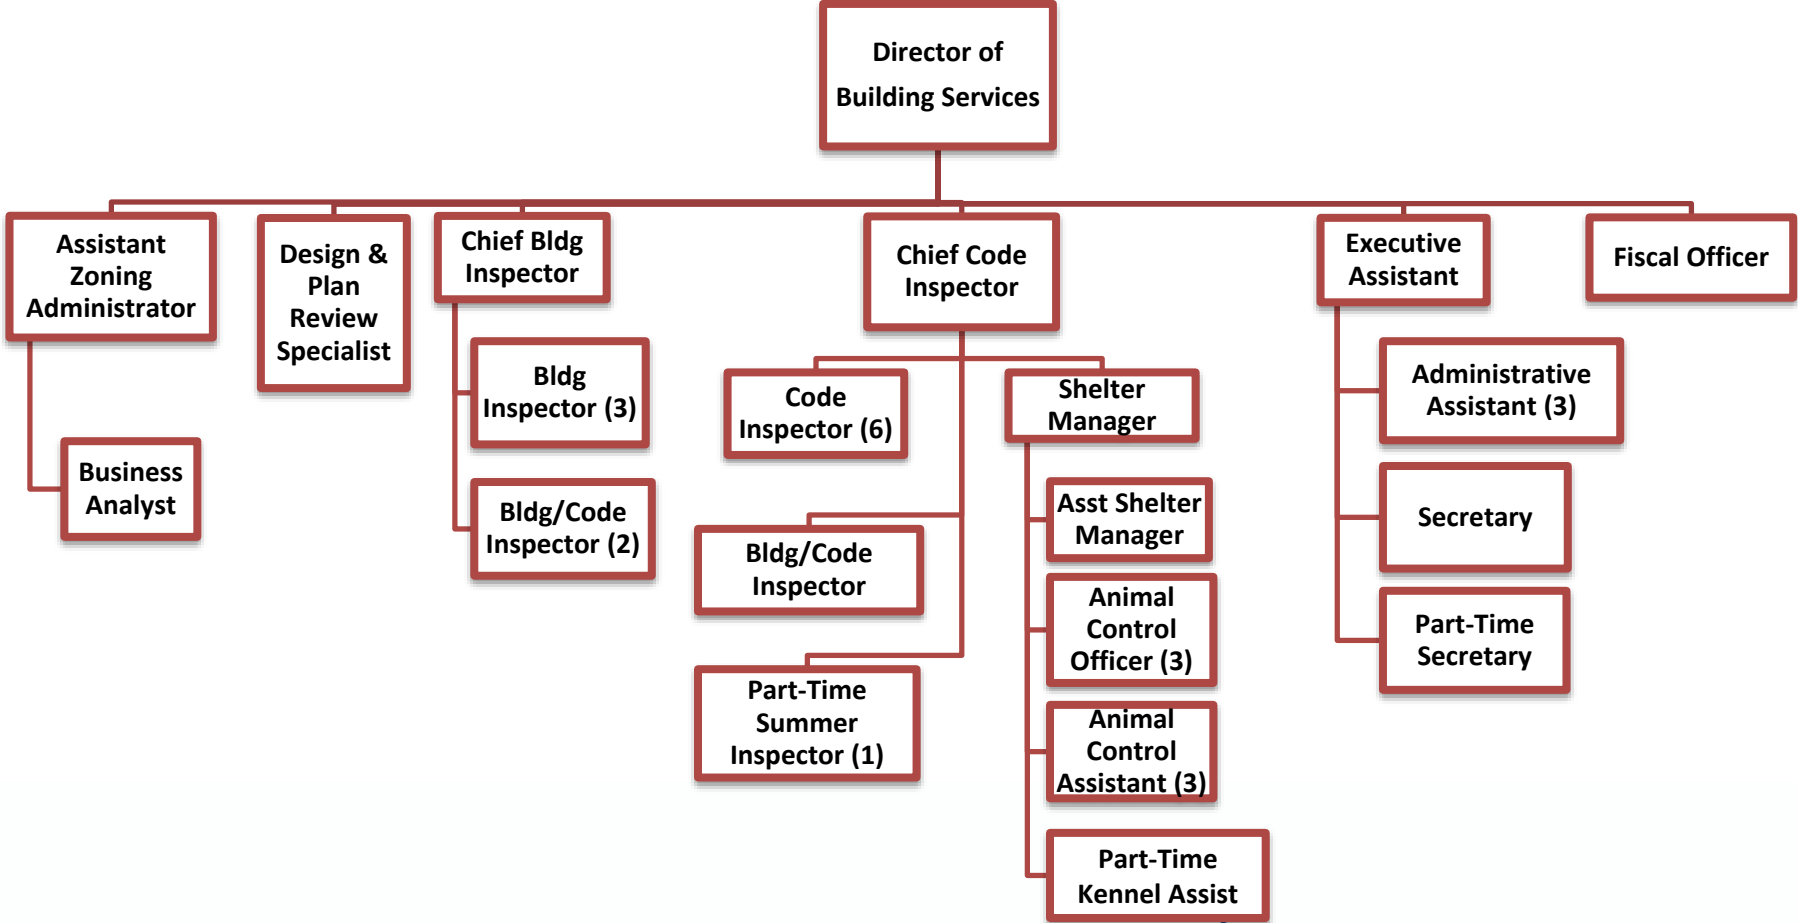 Director of
Building Services
Assistant
Zoning
Administrator
Design &
Plan
Review
Specialist
Chief Bldg
Inspector
Chief Code
Inspector
Executive
Assistant
Fiscal Officer
Business
Analyst
Bldg
Inspector (3)
Bldg/Code
Inspector (2)
Code
Inspector (6)
Bldg/Code
Inspector
Part-Time
Summer
Inspector (1)
Shelter
Manager
Asst Shelter
Manager
Animal
Control
Officer (3)
Animal
Control
Assistant (3)
Part-Time
Kennel Assist
Administrative
Assistant (3)
Secretary
Part-Time
Secretary